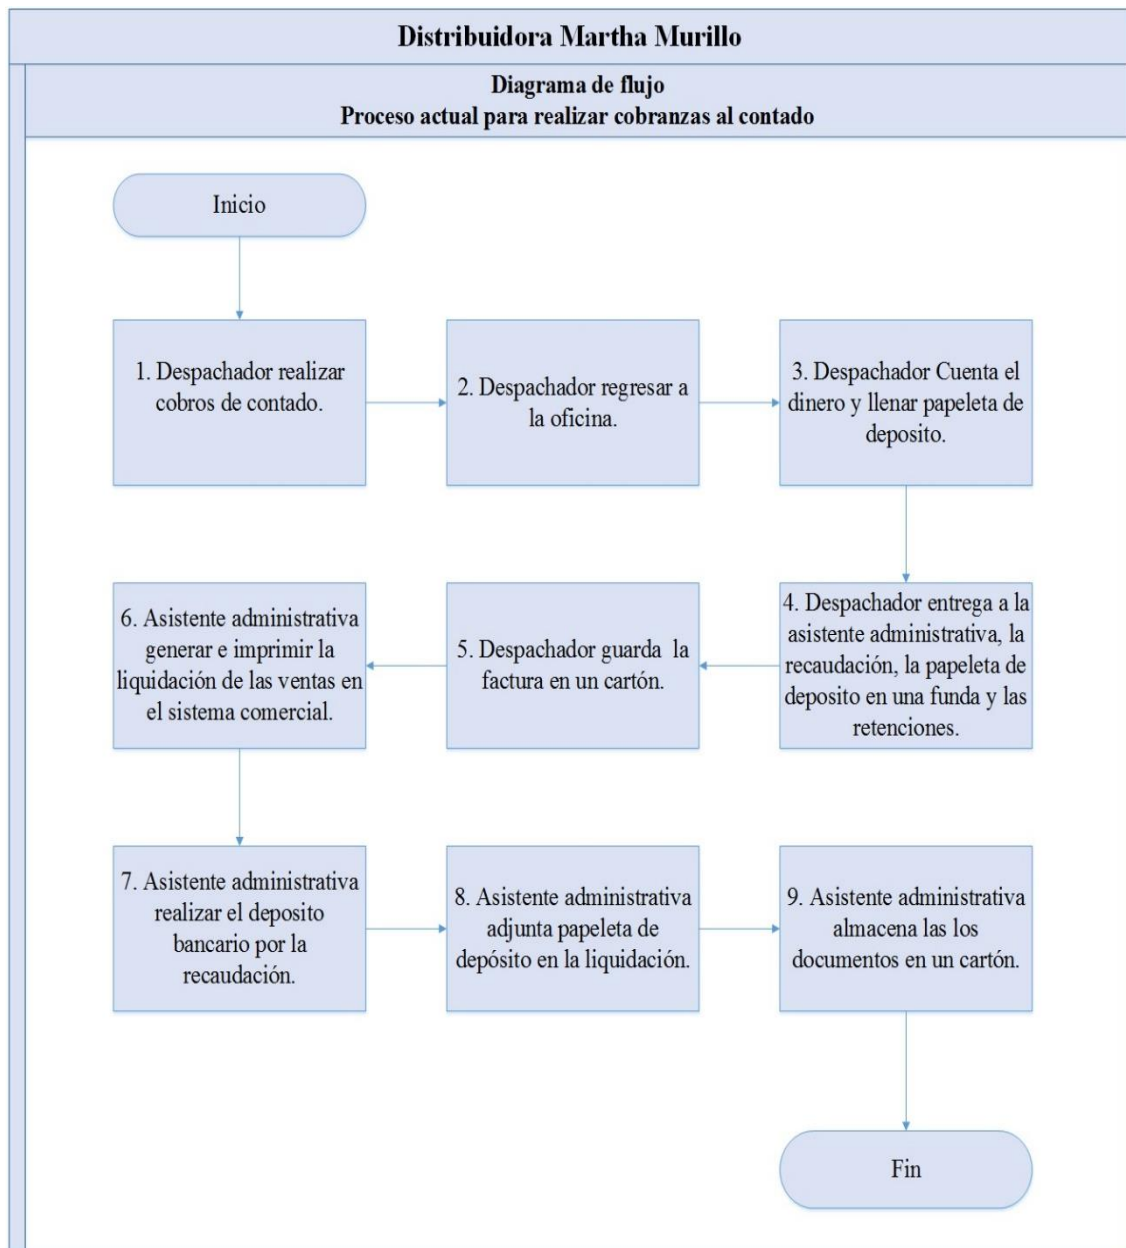 Distribuidora Martha Murillo
Diagrama de flujo
Proceso actual para realizar cobranzas al contado
Inicio
1. Despachador realizar
cobros de contado.
2. Despachador regresar a
la oficina.
3. Despachador Cuenta el
dinero y llenar papeleta de
deposito.
4. Despachador entrega a la
asistente administrativa, la
recaudación, la papeleta de
deposito en una funda y las
retenciones.
5. Despachador guarda la
factura en un cartón.
6. Asistente administrativa
generar e imprimir la
liquidación de las ventas en
el sistema comercial.
7. Asistente administrativa
realizar el deposito
bancario por la
recaudación.
8. Asistente administrativa
adjunta papeleta de
depósito en la liquidación.
9. Asistente administrativa
almacena las los
documentos en un cartón.
Fin